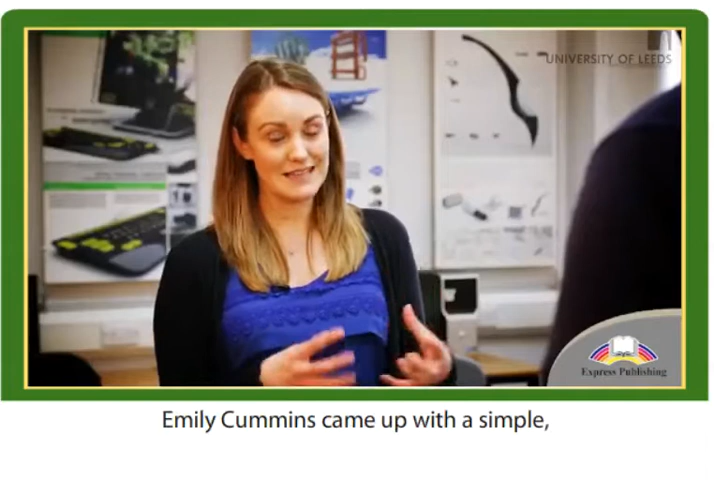 UNIVERSITY OF LEEDS
Express Publishing
Emily Cummins came up with a simple,